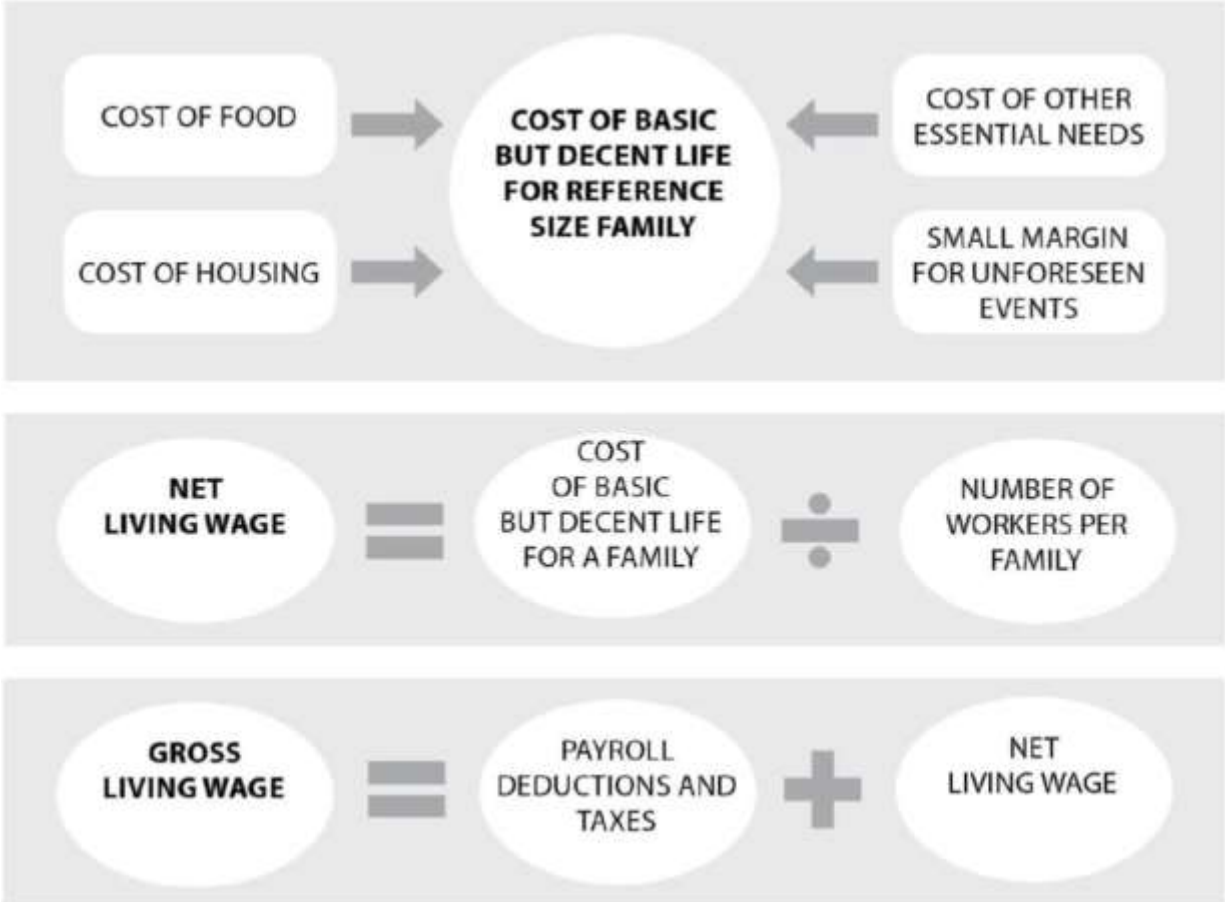 COST OF FOOD
COST OF HOUSING
COST OF BASIC
BUT DECENT LIFE
FOR REFERENCE
SIZE FAMILY
COST OF OTHER
ESSENTIAL NEEDS
SMALL MARGIN
FOR UNFORESEEN
EVENTS
NET
LIVING WAGE
=
COST
OF BASIC
BUT DECENT LIFE
FOR A FAMILY
÷
NUMBER OF
WORKERS PER
FAMILY
GROSS
LIVING WAGE
=
PAYROLL
DEDUCTIONS AND
TAXES
+
NET
LIVING WAGE